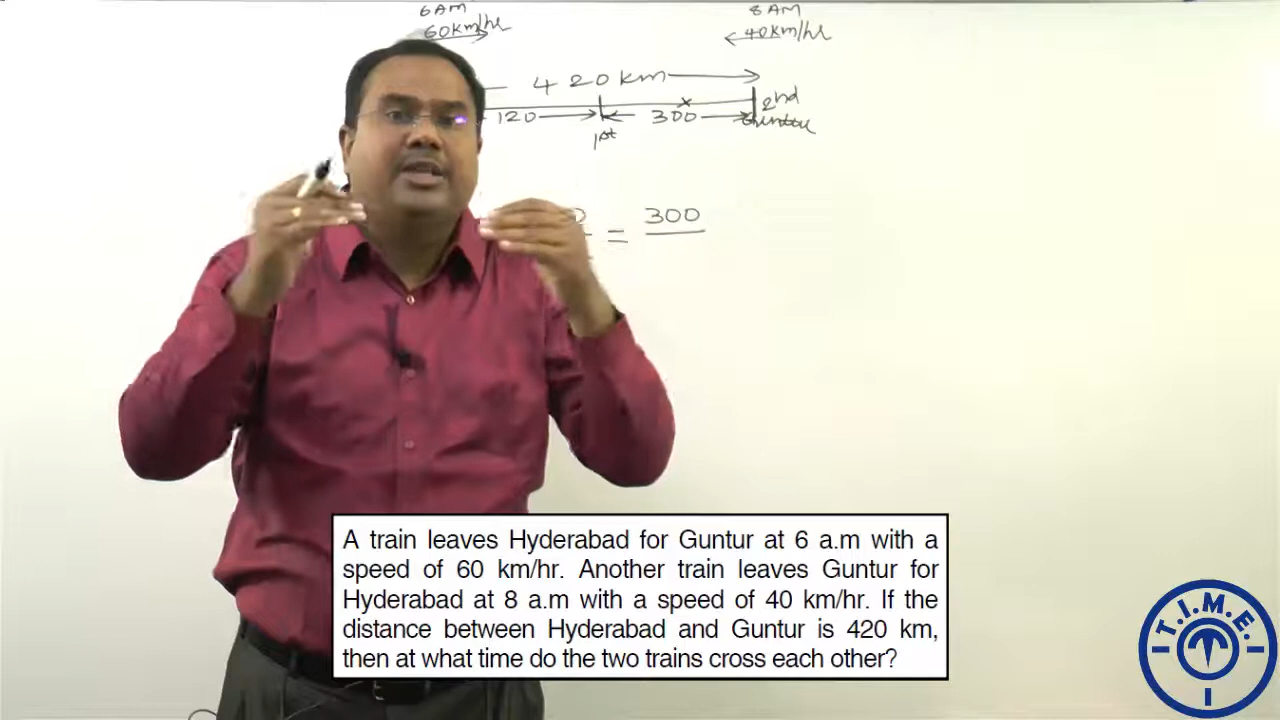 6AM
60km/hr
8AM
40km/hr
420km
120
300
1st
2nd
300
=
A train leaves Hyderabad for Guntur at 6 a.m with a
speed of 60 km/hr. Another train leaves Guntur for
Hyderabad at 8 a.m with a speed of 40 km/hr. If the
distance between Hyderabad and Guntur is 420 km,
then at what time do the two trains cross each other?
T.I.M.E.